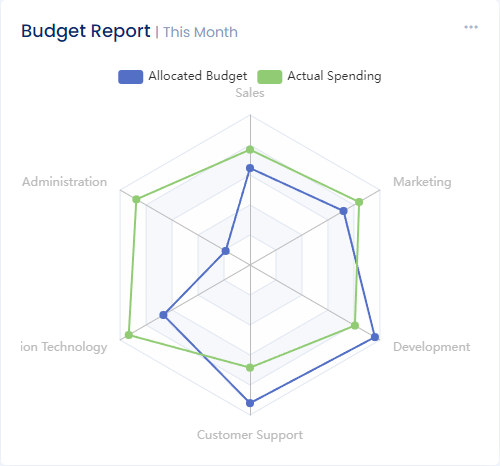 Budget Report | This Month
Allocated Budget Actual Spending
Sales
Administration Marketing
ion Technology Development
Customer Support